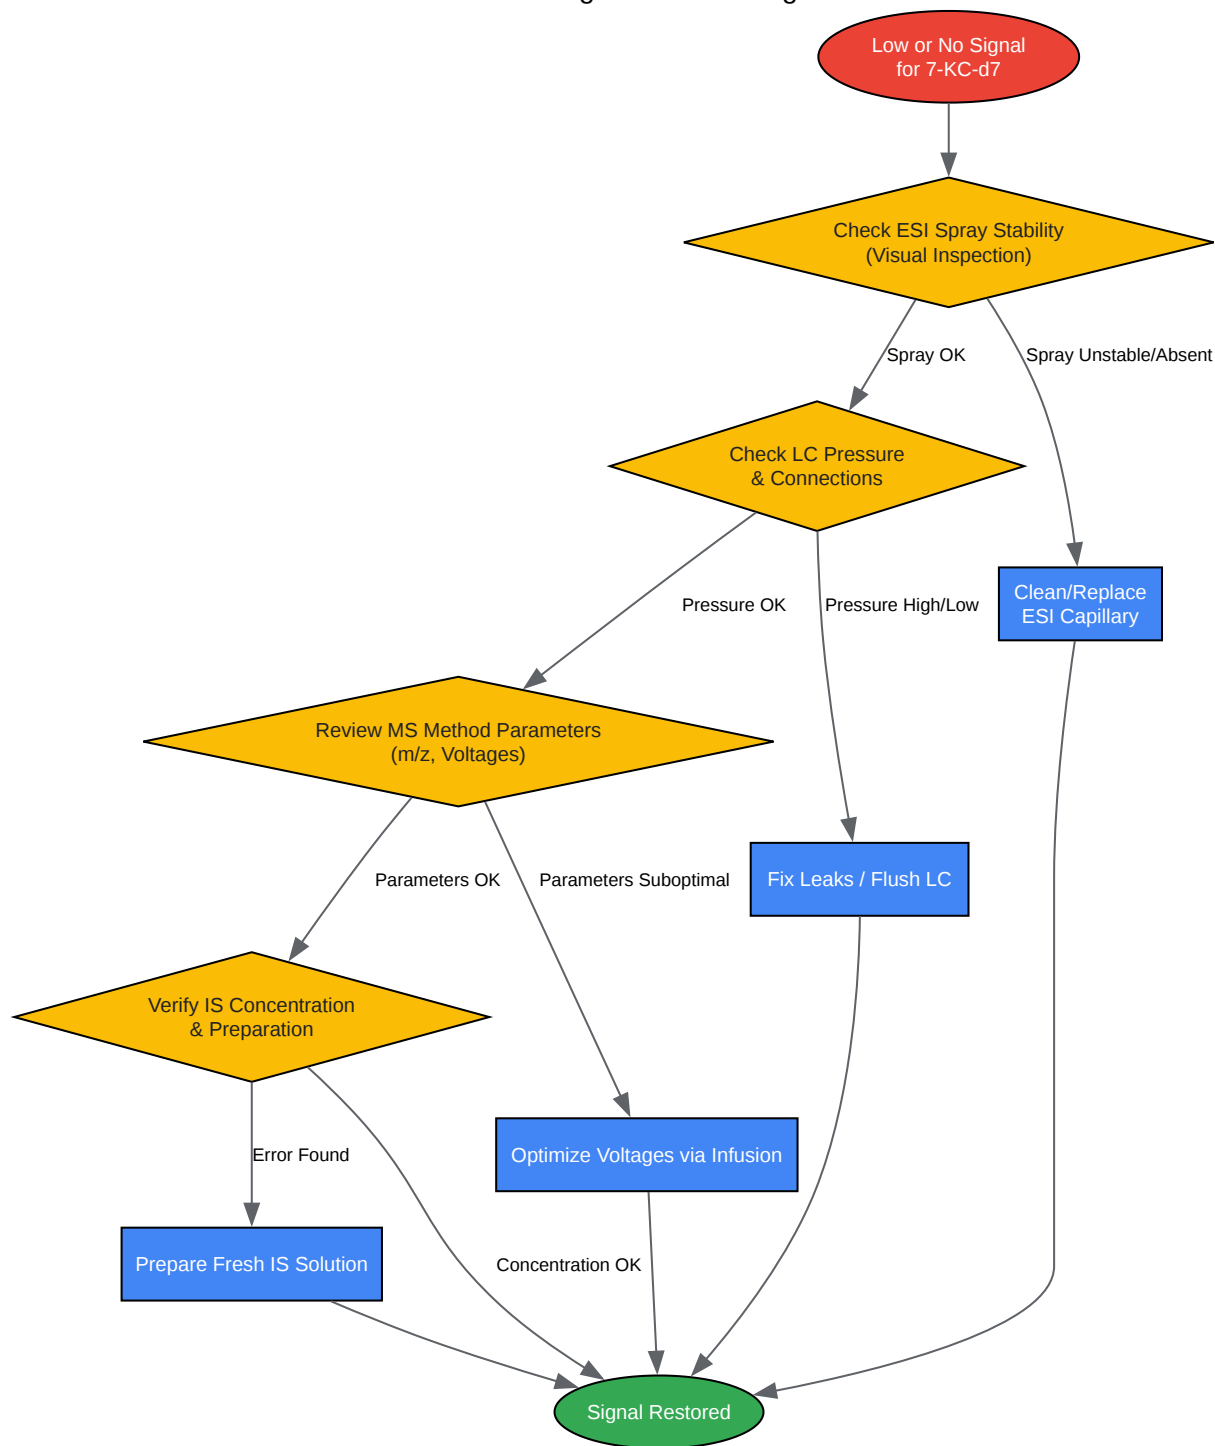 Low or No Signal
for 7-KC-d7
Check ESI Spray Stability
(Visual Inspection)
Spray OK
Spray Unstable/Absent
Check LC Pressure
& Connections
Clean/Replace
ESI Capillary
Pressure OK
Pressure High/Low
Review MS Method Parameters
(m/z, Voltages)
Parameters OK
Parameters Suboptimal
Fix Leaks / Flush LC
Verify IS Concentration
& Preparation
Error Found
Optimize Voltages via Infusion
Prepare Fresh IS Solution
Concentration OK
Signal Restored